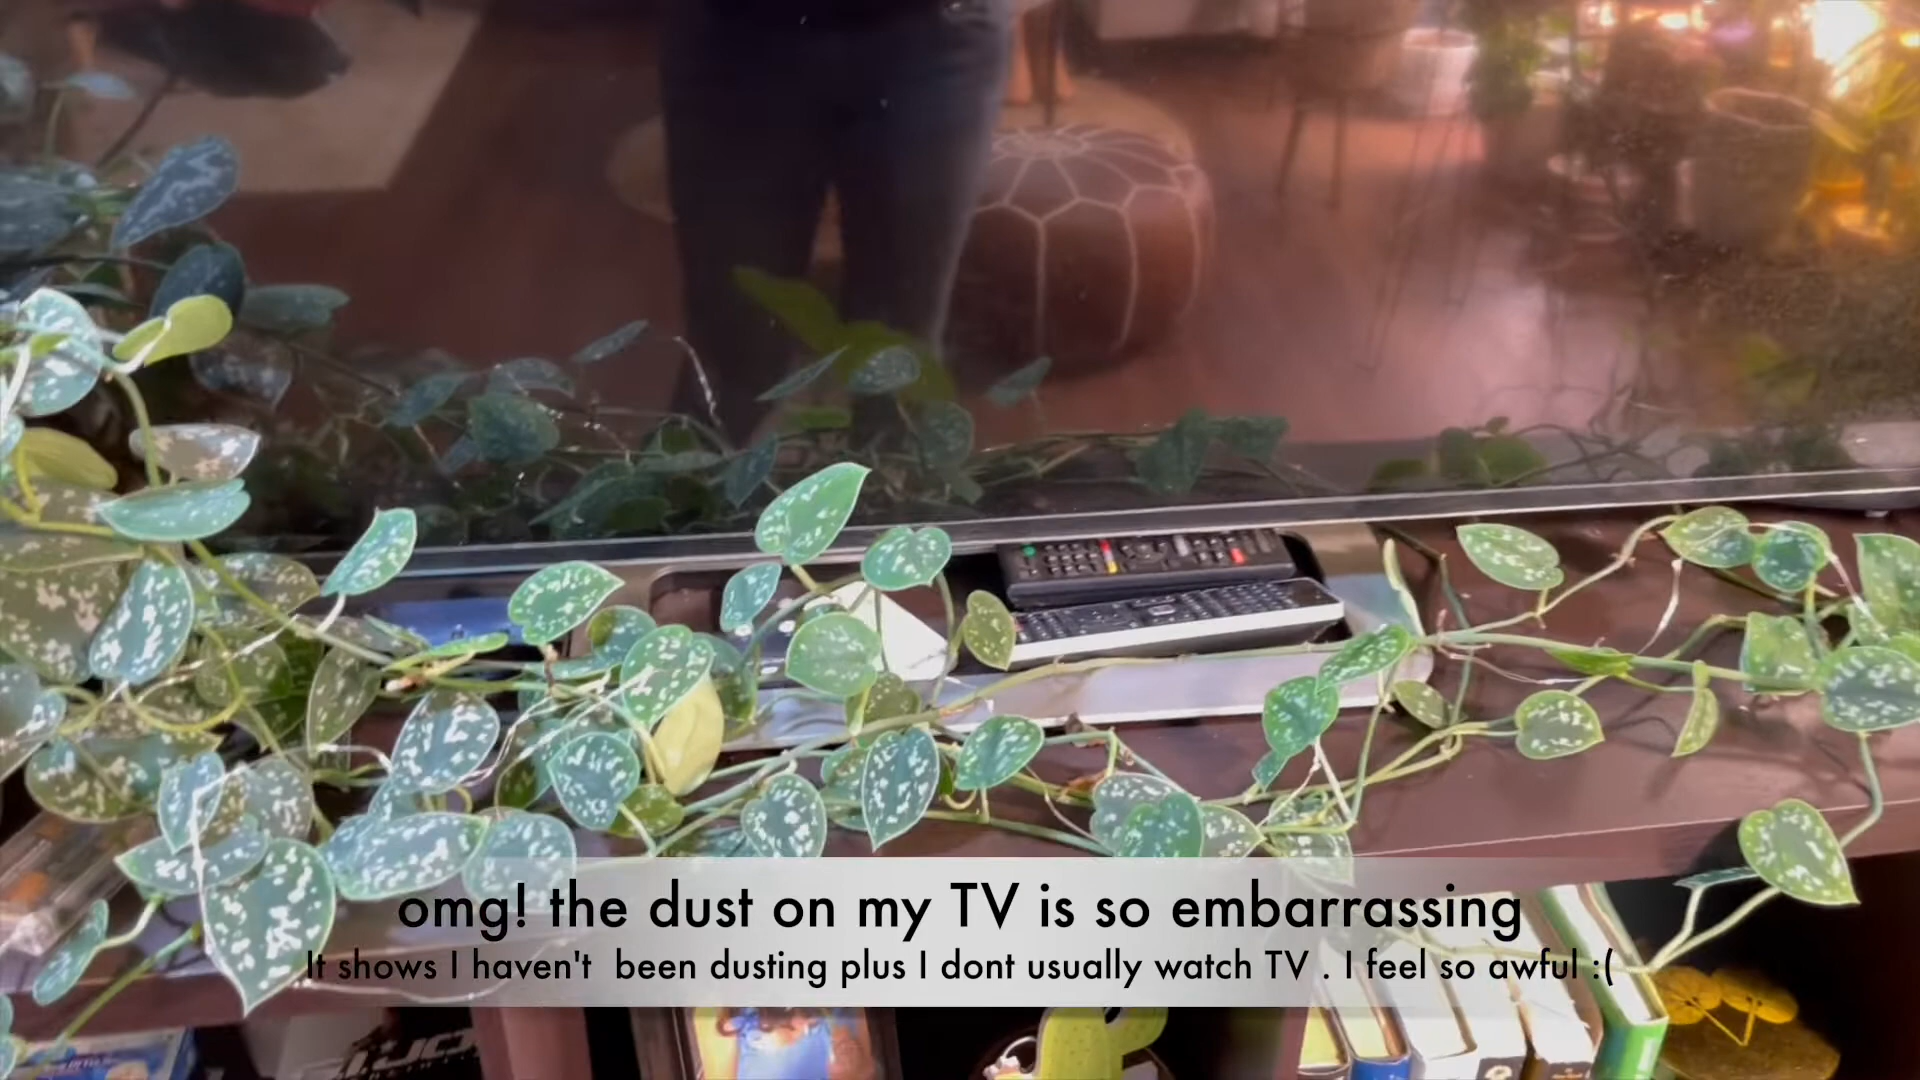 omg! the dust on my TV is so embarrassing
It shows I haven't  been dusting plus I dont usually watch TV . I feel so awful :(